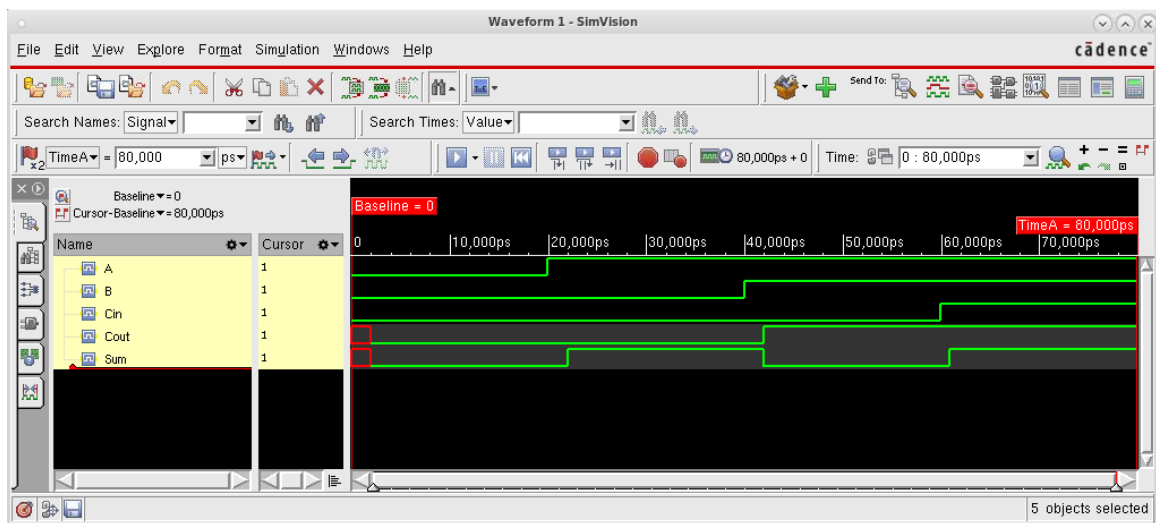 Waveform 1 - SimVision
File Edit View Explore Format Simulation Windows Help
cādence
Send To:
Search Names: Signal
Search Times: Value
x2 TimeA = 80,000 ps
80,000ps + 0
Time: 0 : 80,000ps
Baseline = 0
Cursor-Baseline = 80,000ps
Baseline = 0
TimeA = 80,000ps
Name
Cursor
0 10,000ps 20,000ps 30,000ps 40,000ps 50,000ps 60,000ps 70,000ps
A 1
B 1
Cin 1
Cout 1
Sum 1
5 objects selected